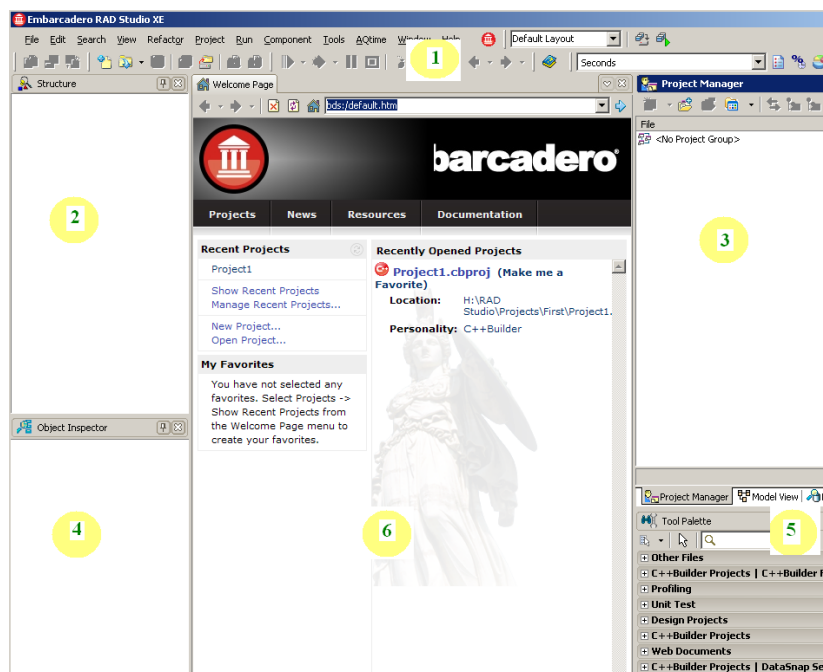 Embarcadero RAD Studio XE
File Edit Search View Refactor Project Run Component Tools AQtime Window Help Default Layout
1
Seconds
Structure
Welcome Page
Project Manager
bds:/default.htm
File
<No Project Group>
barcadero®
2
3
Projects News Resources Documentation
Recent Projects
Project1
Show Recent Projects
Manage Recent Projects...
New Project...
Open Project...
My Favorites
You have not selected any
favorites. Select Projects ->
Show Recent Projects from
the Welcome Page menu to
create your favorites.
Recently Opened Projects
Project1.cbproj (Make me a
Favorite)
Location: H:\RAD
Studio\Projects\First\Project1.
Personality: C++Builder
Object Inspector
4
6
Project Manager Model View
Tool Palette
5
Other Files
C++Builder Projects | C++Builder F
Profiling
Unit Test
Design Projects
C++Builder Projects
Web Documents
C++Builder Projects | DataSnap Se